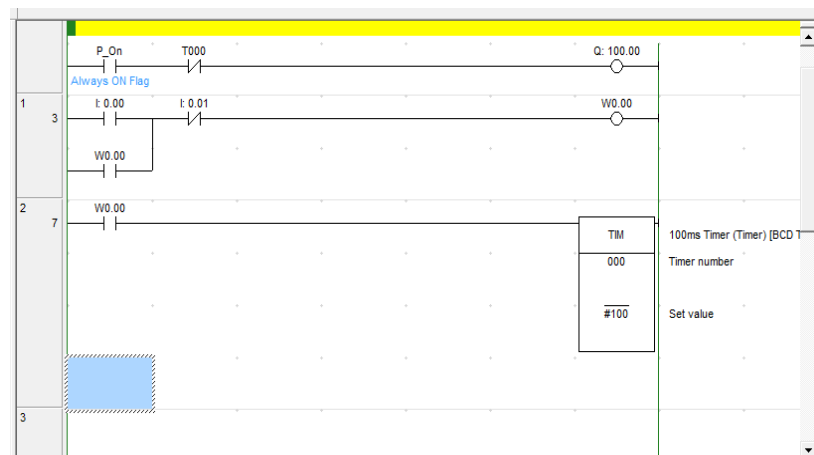 P_On T000 Q: 100.00
Always ON Flag
1 I: 0.00 I: 0.01 W0.00
3
W0.00
2 W0.00
7
TIM 100ms Timer (Timer) [BCD T
000 Timer number
#100 Set value
3